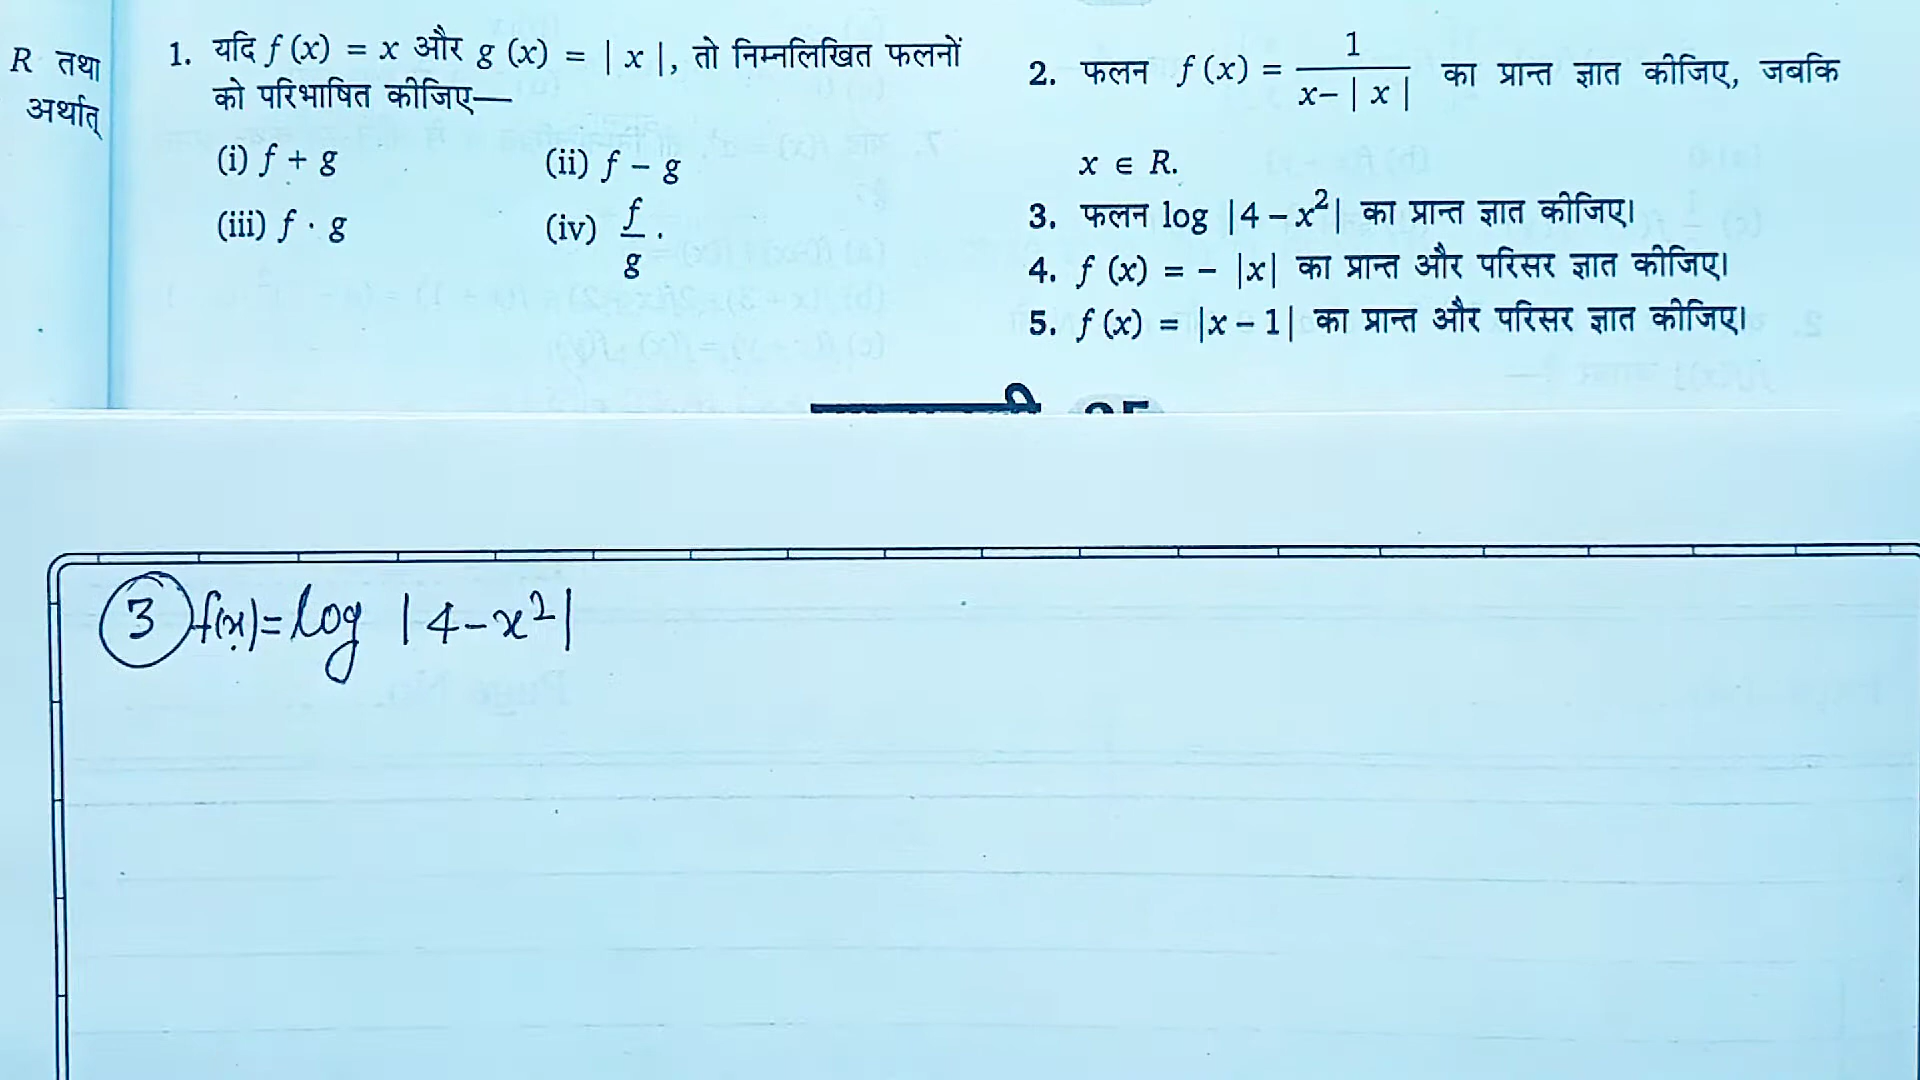 R तथा
अर्थात्
1. यदि f (x) = x और g (x) = | x |, तो निम्नलिखित फलनों
को परिभाषित कीजिए—
(i) f + g (ii) f – g
(iii) f · g (iv) f/g .
2. फलन f (x) = 1/(x– | x |) का प्रान्त ज्ञात कीजिए, जबकि
x ∈ R.
3. फलन log |4 – x²| का प्रान्त ज्ञात कीजिए।
4. f (x) = – |x| का प्रान्त और परिसर ज्ञात कीजिए।
5. f (x) = |x – 1| का प्रान्त और परिसर ज्ञात कीजिए।
3 f(x) = log |4 – x²|